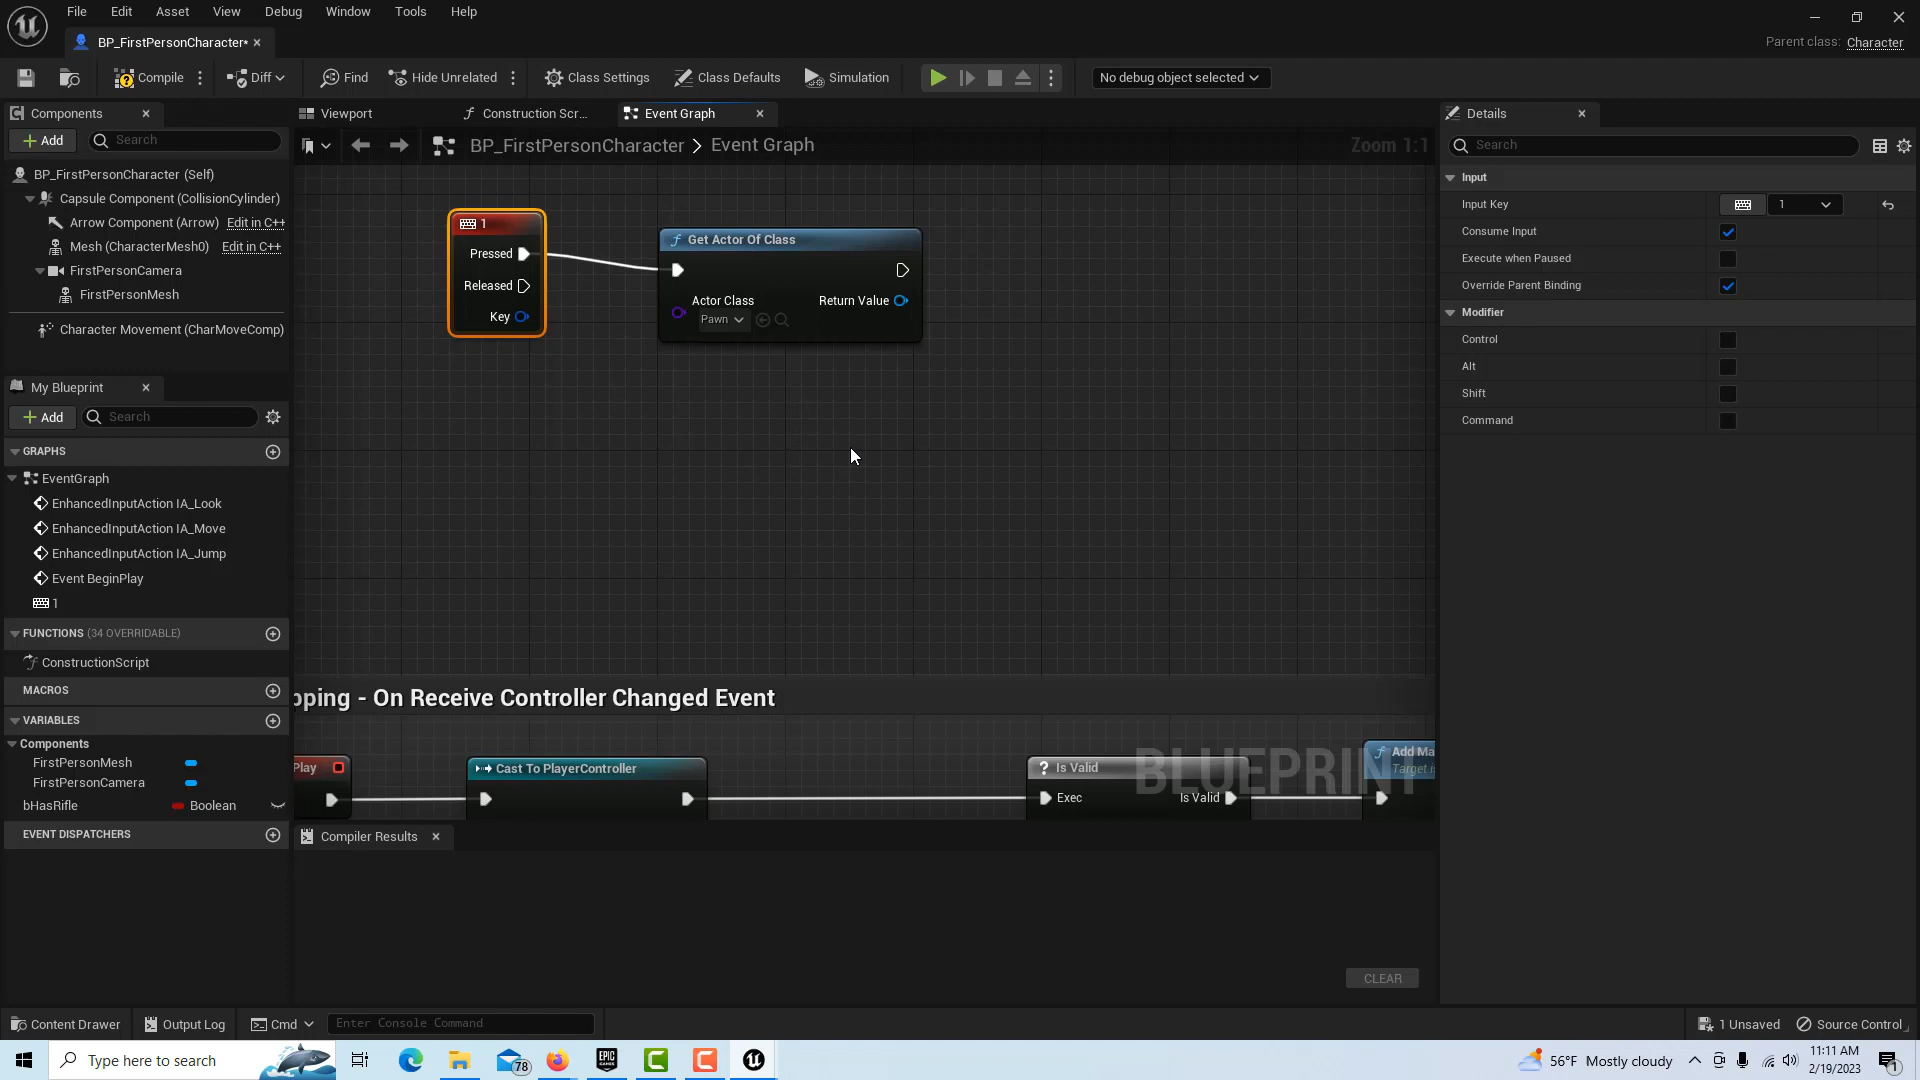 File Edit Asset View Debug Window Tools Help
BP_FirstPersonCharacter*
Parent class: Character
Compile Diff Find Hide Unrelated Class Settings Class Defaults Simulation No debug object selected
Components
Add Search
BP_FirstPersonCharacter (Self)
Capsule Component (CollisionCylinder)
Arrow Component (Arrow) Edit in C++
Mesh (CharacterMesh0) Edit in C++
FirstPersonCamera
FirstPersonMesh
Character Movement (CharMoveComp)
My Blueprint
Add Search
GRAPHS
EventGraph
EnhancedInputAction IA_Look
EnhancedInputAction IA_Move
EnhancedInputAction IA_Jump
Event BeginPlay
1
FUNCTIONS (34 OVERRIDABLE)
ConstructionScript
MACROS
VARIABLES
Components
FirstPersonMesh
FirstPersonCamera
bHasRifle Boolean
EVENT DISPATCHERS
Viewport Construction Scr... Event Graph
BP_FirstPersonCharacter > Event Graph Zoom 1:1
1
Pressed
Released
Key
Get Actor Of Class
Actor Class Return Value
Pawn
pping - On Receive Controller Changed Event
Play Cast To PlayerController Is Valid Add Ma
Target i
Exec Is Valid
BLUEPRINT
Compiler Results
CLEAR
Details
Search
Input
Input Key 1
Consume Input
Execute when Paused
Override Parent Binding
Modifier
Control
Alt
Shift
Command
Content Drawer Output Log Cmd Enter Console Command 1 Unsaved Source Control
Type here to search 78 EPIC GAMES 56°F Mostly cloudy 11:11 AM
2/19/2023 1